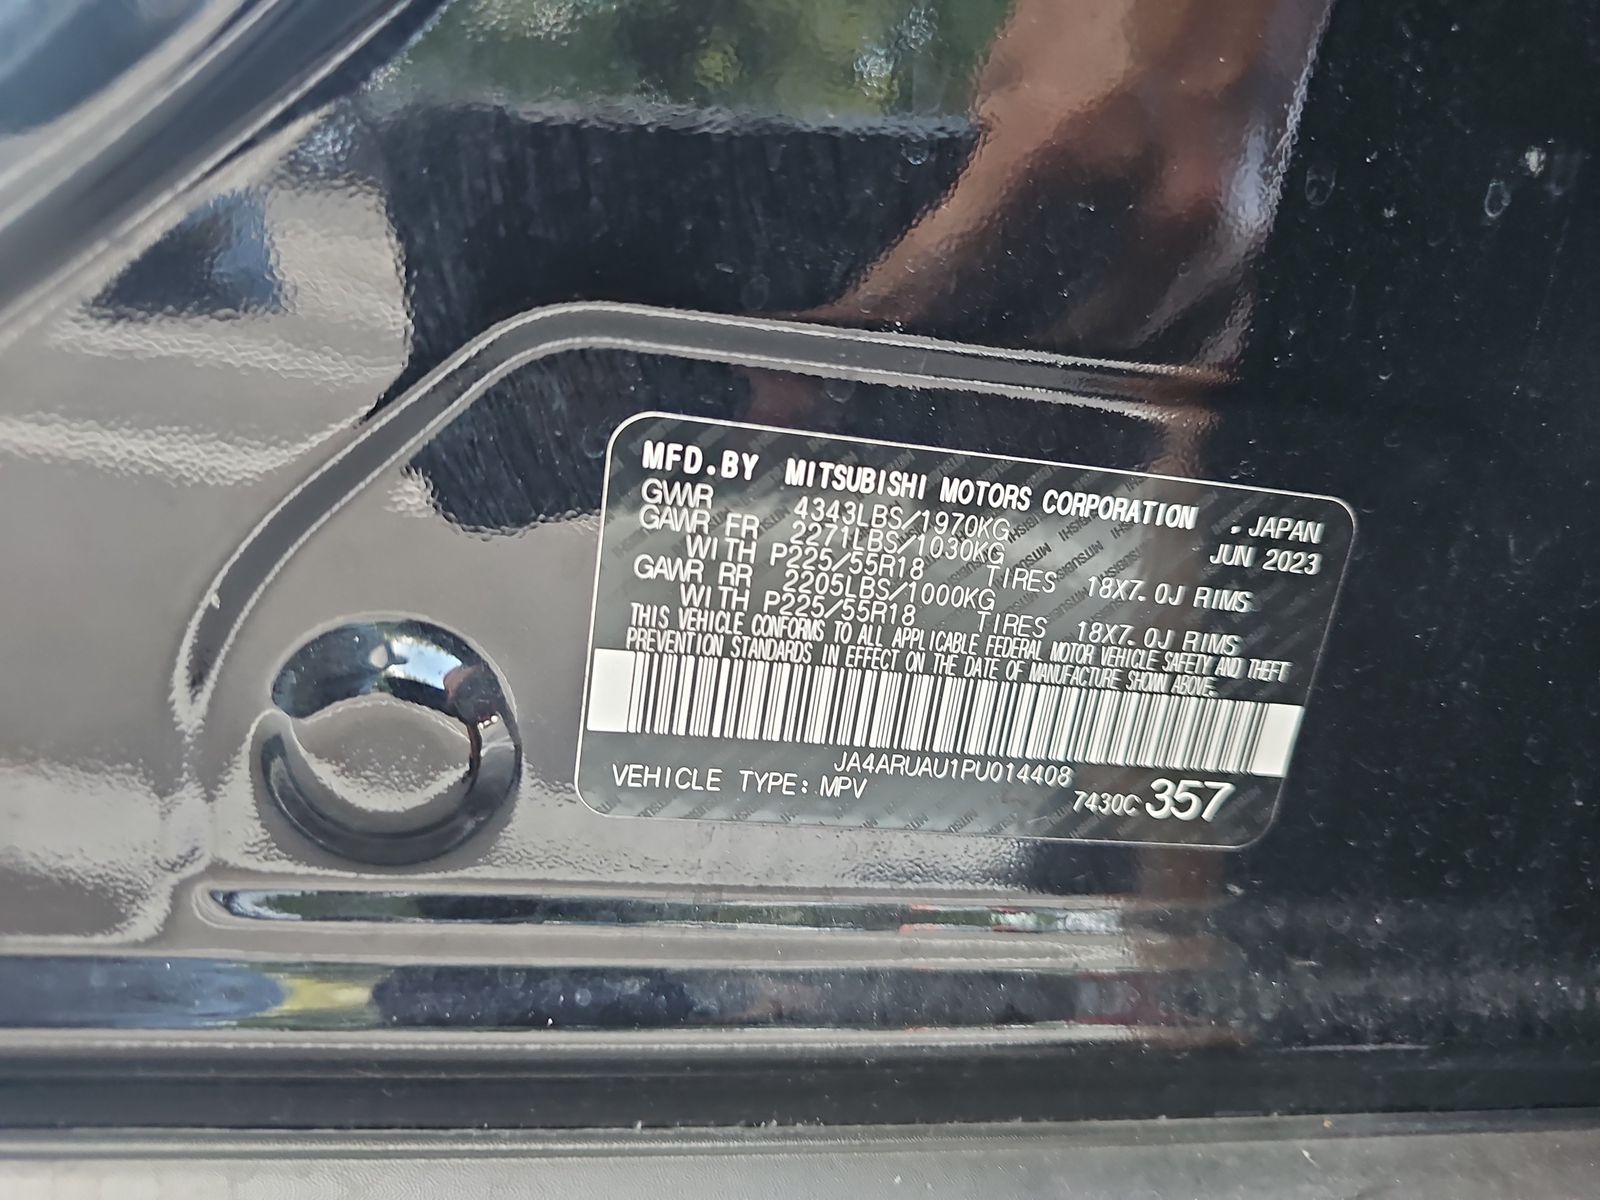 MFD.BY MITSUBISHI MOTORS CORPORATION . JAPAN
GVWR 4343LBS/1970KG JUN 2023
GAWR FR 2271LBS/1030KG
WITH P225/55R18 TIRES 18X7.0J RIMS
GAWR RR 2205LBS/1000KG
WITH P225/55R18 TIRES 18X7.0J RIMS
THIS VEHICLE CONFORMS TO ALL APPLICABLE FEDERAL MOTOR VEHICLE SAFETY AND THEFT
PREVENTION STANDARDS IN EFFECT ON THE DATE OF MANUFACTURE SHOWN ABOVE.
JA4ARUAU1PU014408
VEHICLE TYPE: MPV 7430C 357